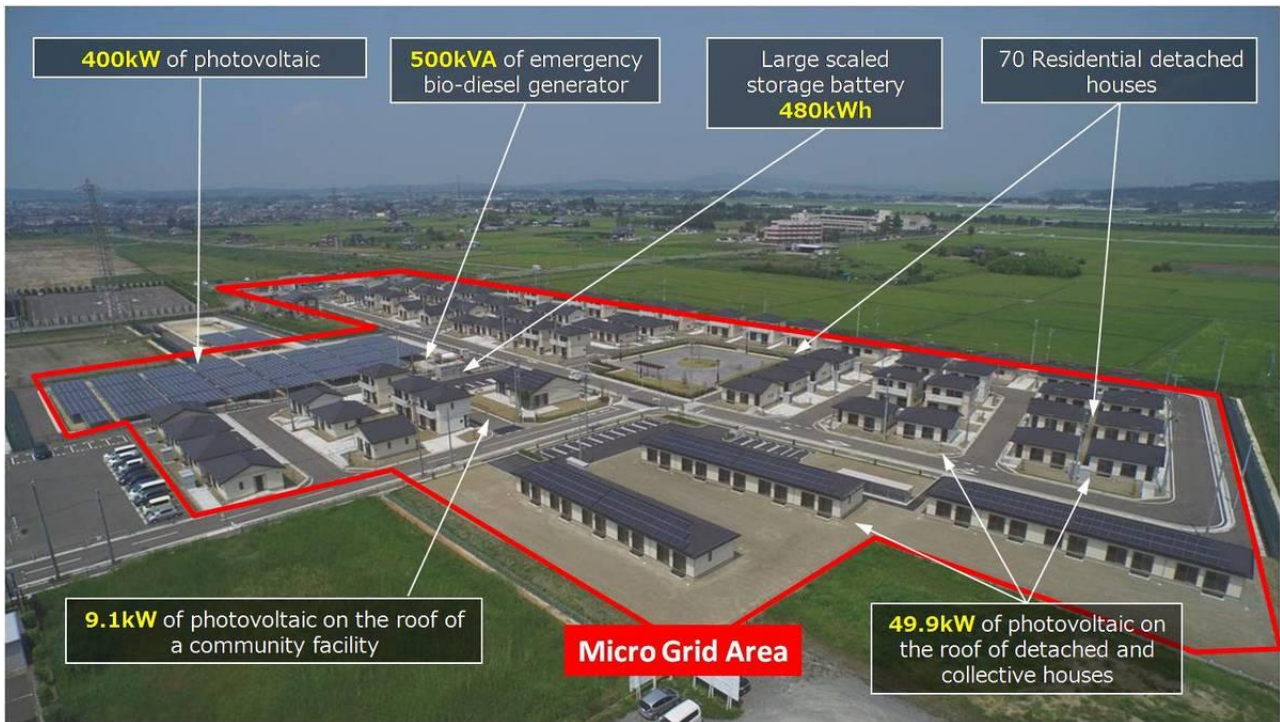 400kW of photovoltaic
500kVA of emergency
bio-diesel generator
Large scaled
storage battery
480kWh
70 Residential detached
houses
9.1kW of photovoltaic on the roof of
a community facility
Micro Grid Area
49.9kW of photovoltaic on
the roof of detached and
collective houses